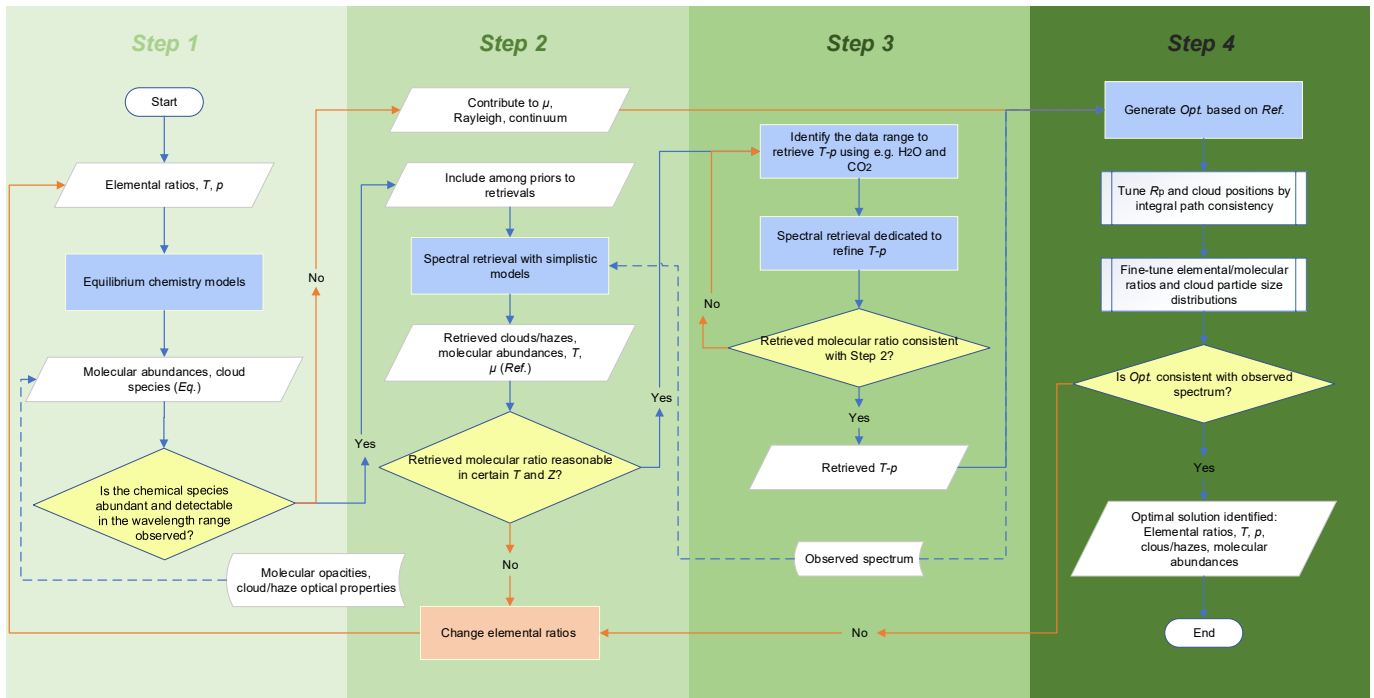 Step 1
Step 2
Step 3
Step 4
Start
Elemental ratios, T, p
Equilibrium chemistry models
Molecular abundances, cloud
species (Eq.)
Is the chemical species
abundant and detectable
in the wavelength range
observed?
No
Yes
Molecular opacities,
cloud/haze optical properties
Contribute to μ,
Rayleigh, continuum
Include among priors to
retrievals
Spectral retrieval with simplistic
models
Retrieved clouds/hazes,
molecular abundances, T,
μ (Ref.)
Retrieved molecular ratio reasonable
in certain T and Z?
Yes
No
Change elemental ratios
Identify the data range to
retrieve T-p using e.g. H2O and
CO2
Spectral retrieval dedicated to
refine T-p
No
Retrieved molecular ratio consistent
with Step 2?
Yes
Retrieved T-p
Observed spectrum
No
Generate Opt. based on Ref.
Tune Rp and cloud positions by
integral path consistency
Fine-tune elemental/molecular
ratios and cloud particle size
distributions
Is Opt. consistent with observed
spectrum?
Yes
Optimal solution identified:
Elemental ratios, T, p,
clous/hazes, molecular
abundances
End